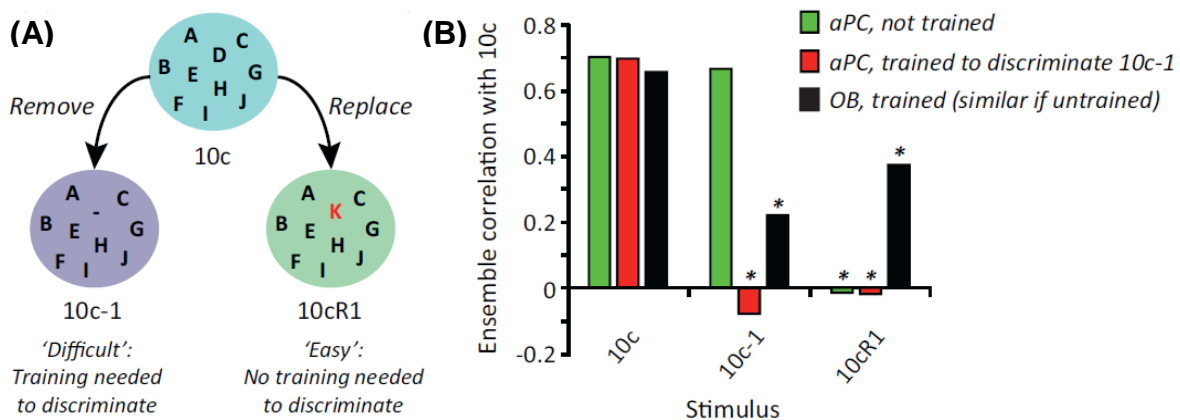 (A)
A
C
D
B
E
G
H
F
J
I
Remove
Replace
10c
A
C
-
B
E
G
H
F
J
I
10c-1
'Difficult':
Training needed
to discriminate
A
C
K
B
E
G
H
F
J
I
10cR1
'Easy':
No training needed
to discriminate
(B)
Ensemble correlation with 10c
0.8
0.6
0.4
0.2
0
-0.2
* * * * *
10c
10c-1
10cR1
Stimulus
aPC, not trained
aPC, trained to discriminate 10c-1
OB, trained (similar if untrained)